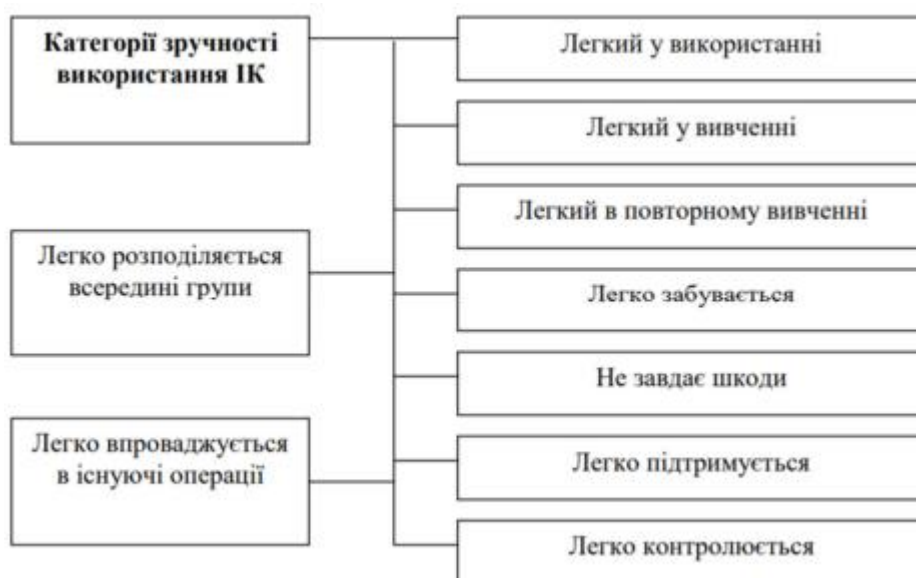 Категорії зручності
використання ІК
Легко розподіляється
всередині групи
Легко впроваджується
в існуючі операції
Легкий у використанні
Легкий у вивченні
Легкий в повторному вивченні
Легко забувається
Не завдає шкоди
Легко підтримується
Легко контролюється